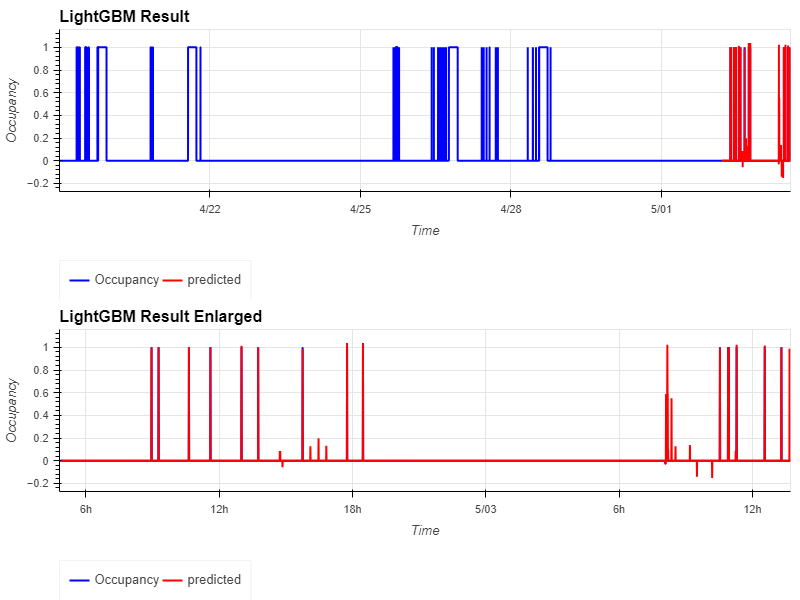 LightGBM Result
1
0.8
0.6
0.4
0.2
0
−0.2
Occupancy
4/22 4/25 4/28 5/01
Time
Occupancy predicted
LightGBM Result Enlarged
1
0.8
0.6
0.4
0.2
0
−0.2
Occupancy
6h 12h 18h 5/03 6h 12h
Time
Occupancy predicted